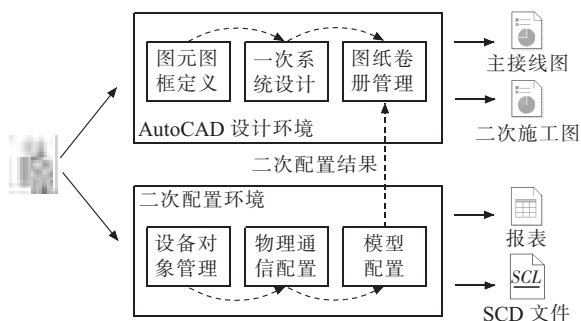 图元图
框定义
一次系
统设计
图纸卷
册管理
AutoCAD 设计环境
主接线图
二次施工图
二次配置结果
二次配置环境
设备对
象管理
物理通
信配置
模型
配置
报表
SCL
SCD 文件